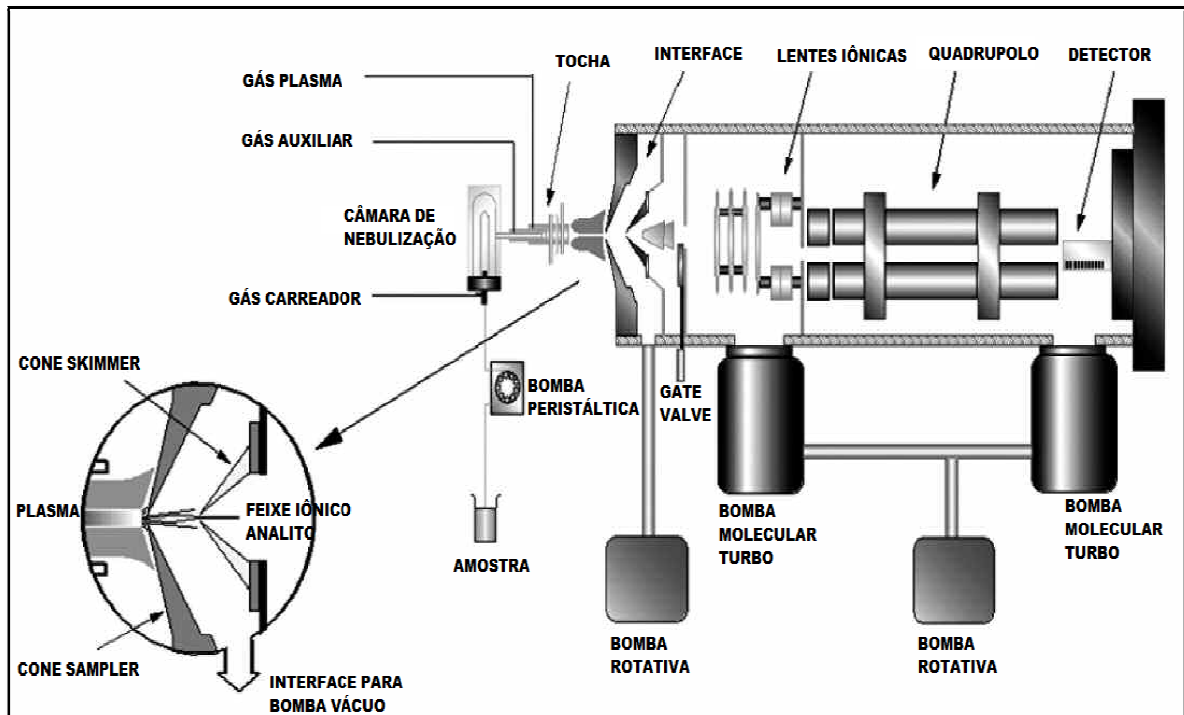 TOCHA
INTERFACE
LENTES IÔNICAS
QUADRUPOLO
DETECTOR
GÁS PLASMA
GÁS AUXILIAR
CÂMARA DE
NEBULIZAÇÃO
GÁS CARREADOR
CONE SKIMMER
BOMBA
PERISTÁLTICA
GATE
VALVE
PLASMA
FEIXE IÔNICO
ANALITO
AMOSTRA
BOMBA
MOLECULAR
TURBO
BOMBA
MOLECULAR
TURBO
CONE SAMPLER
INTERFACE PARA
BOMBA VÁCUO
BOMBA
ROTATIVA
BOMBA
ROTATIVA